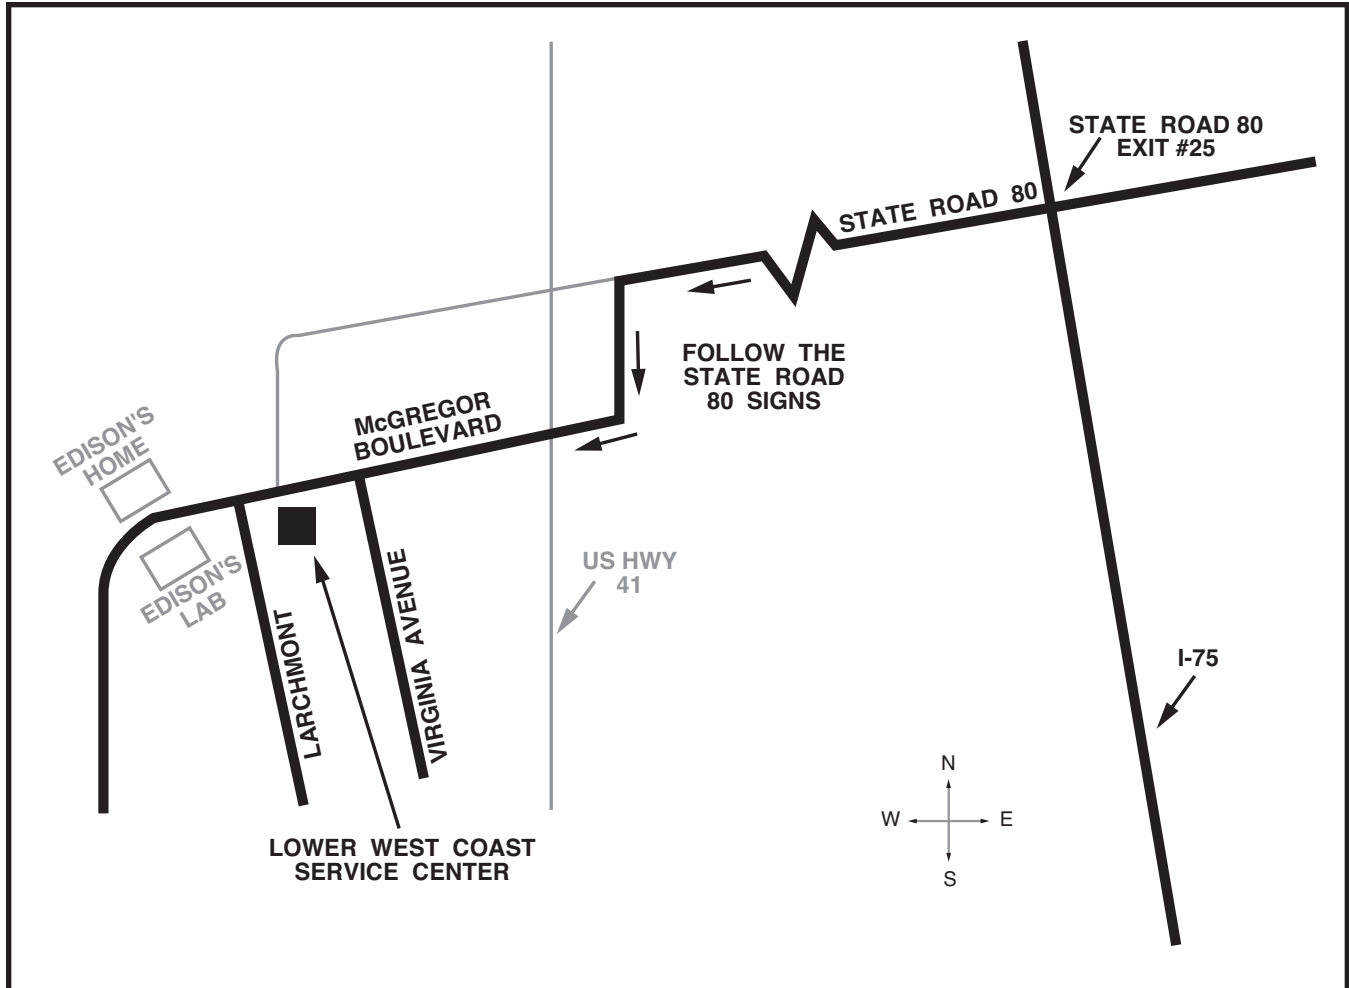 STATE ROAD 80
EXIT #25
STATE ROAD 80
FOLLOW THE
STATE ROAD
80 SIGNS
McGREGOR
BOULEVARD
EDISON'S
HOME
EDISON'S
LAB
US HWY
41
LARCHMONT
VIRGINIA AVENUE
I-75
LOWER WEST COAST
SERVICE CENTER
N
W E
S